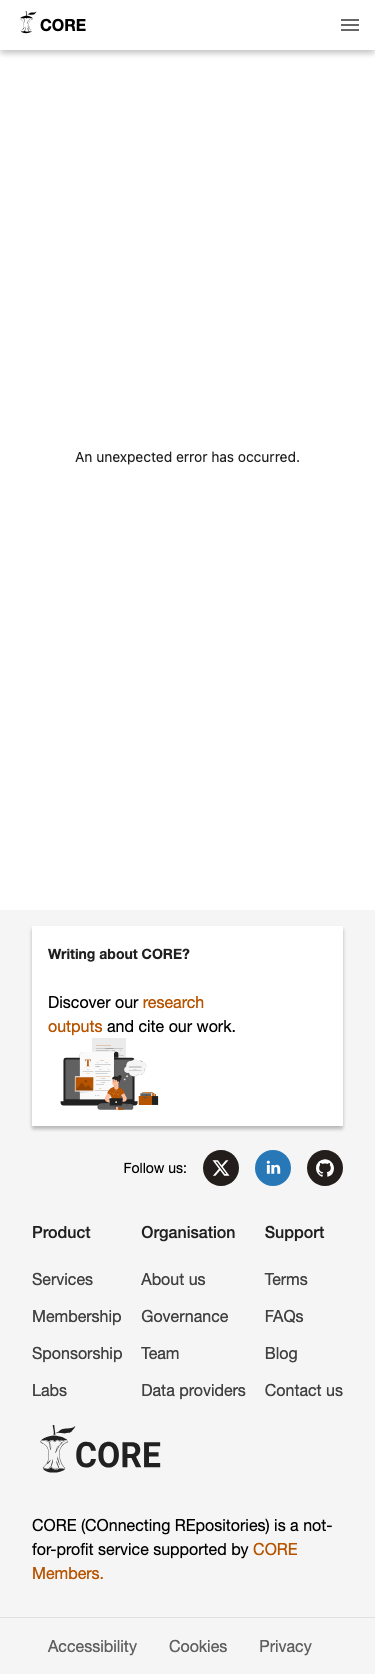 CORE
An unexpected error has occurred.
Writing about CORE?
Discover our research
outputs and cite our work.
T
Follow us:
Product
Organisation
Support
Services
About us
Terms
Membership
Governance
FAQs
Sponsorship
Team
Blog
Labs
Data providers
Contact us
CORE
CORE (COnnecting REpositories) is a not-
for-profit service supported by CORE
Members.
Accessibility
Cookies
Privacy